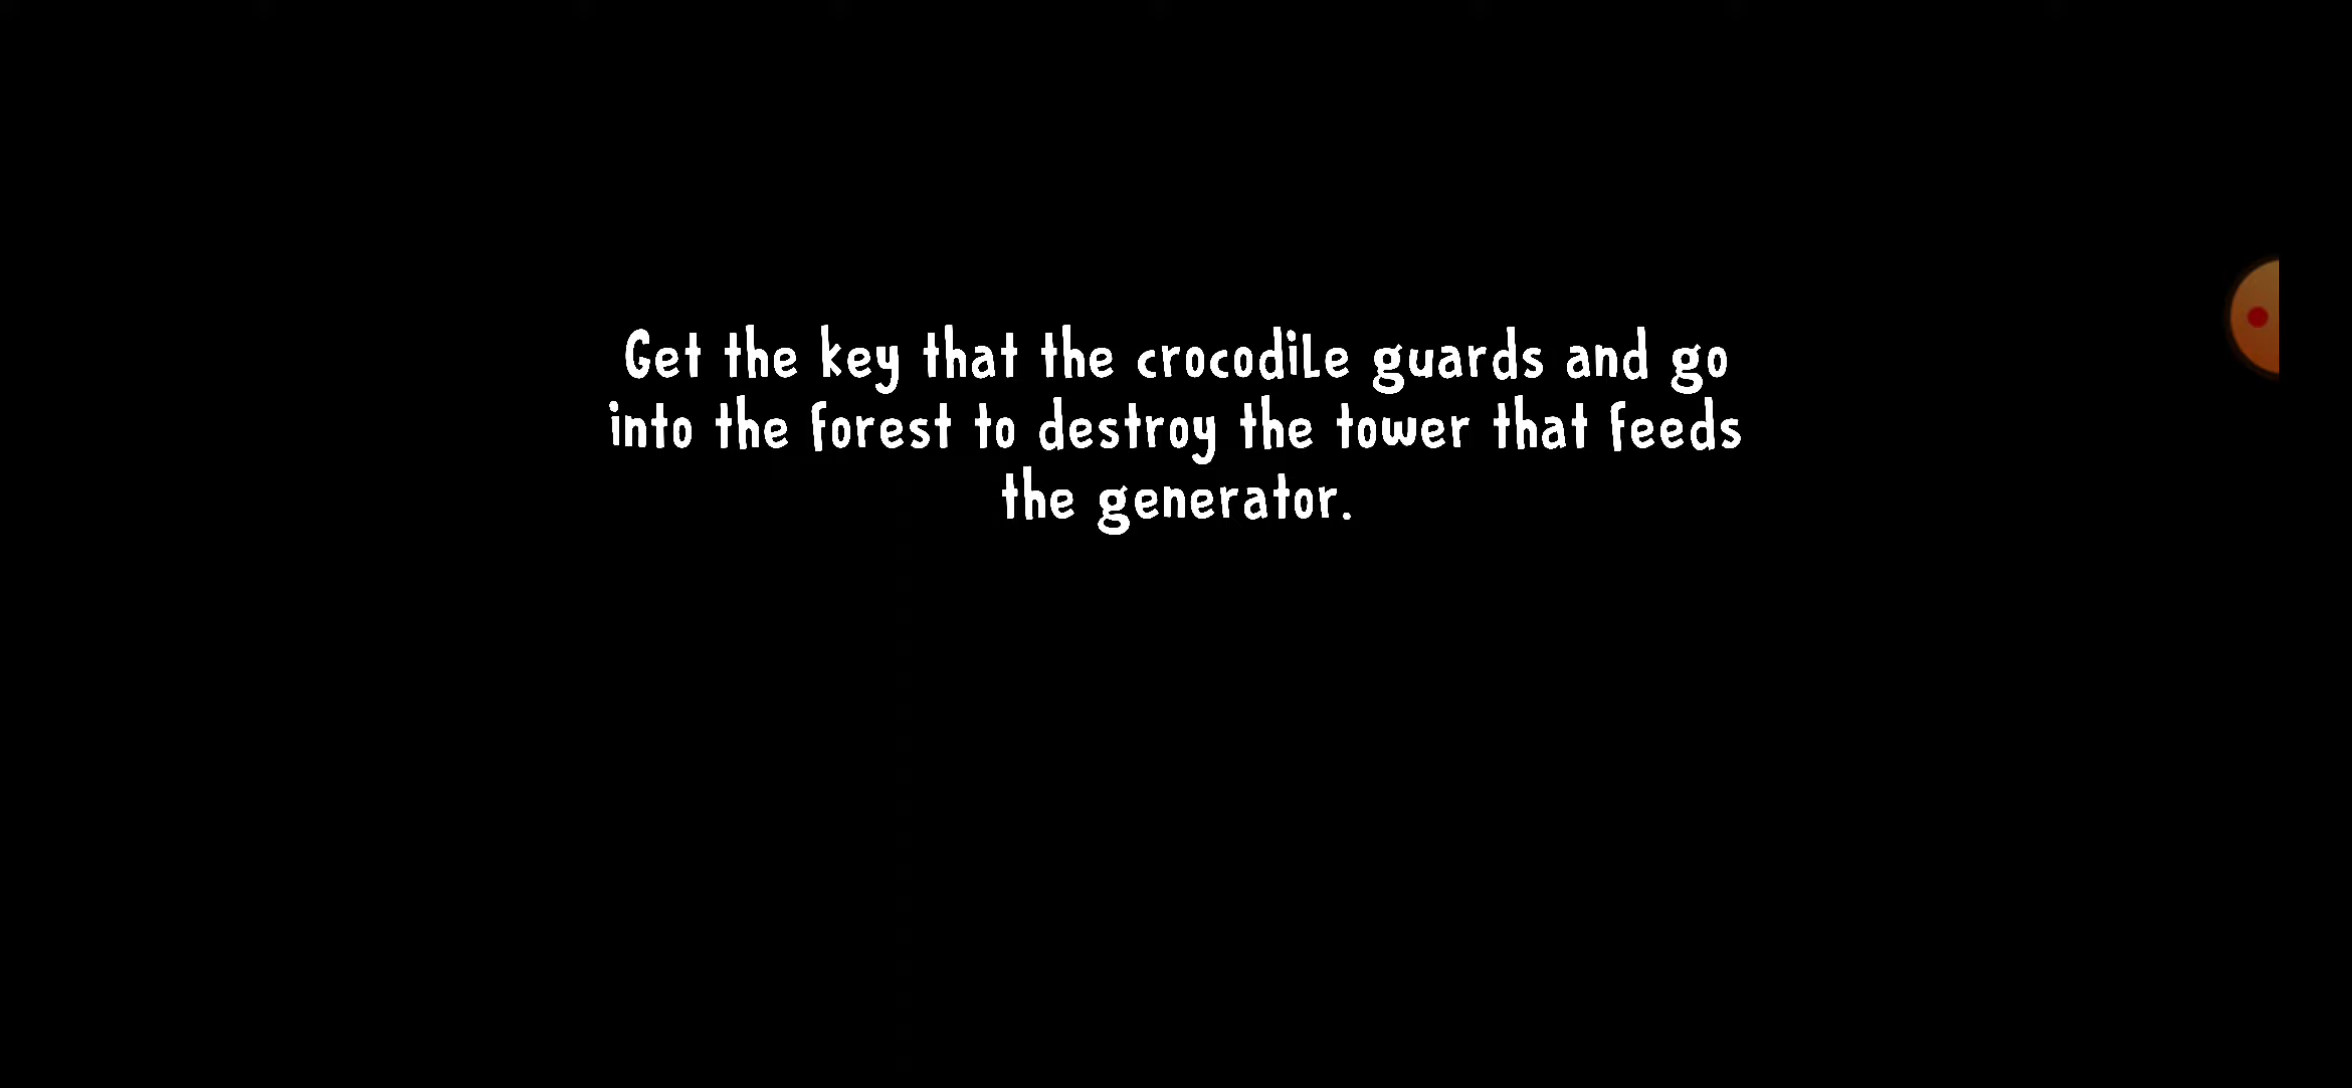 Get the key that the crocodile guards and go
into the forest to destroy the tower that feeds
the generator.